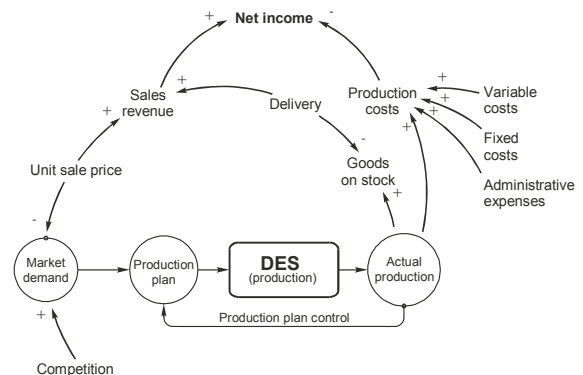 +
Net income
-
Sales
revenue
+
+
Delivery
Production
costs
+
+
+
+
Variable
costs
Fixed
costs
Administrative
expenses
-
Goods
on stock
+
Unit sale price
-
Market
demand
Production
plan
DES
(production)
Actual
production
Production plan control
+
Competition